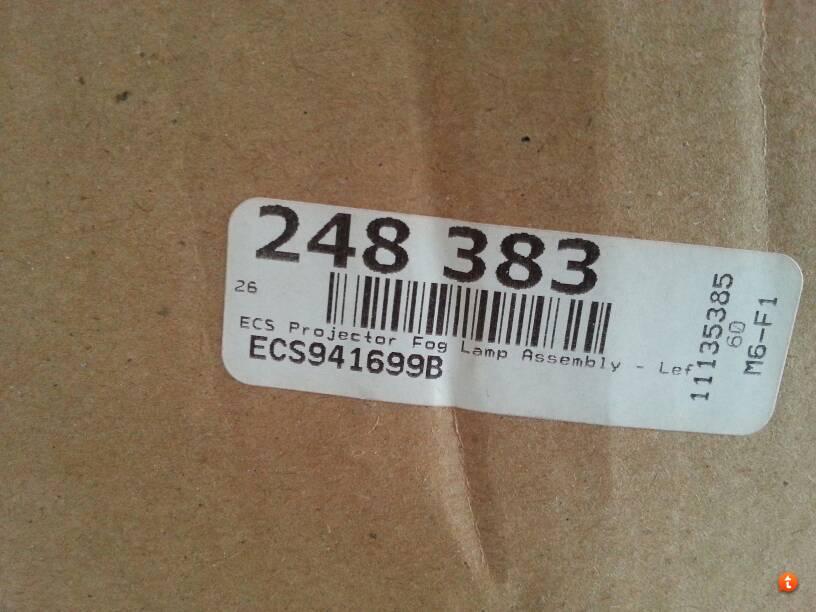 248 383
26
ECS Projector Fog Lamp Assembly - Lef
ECS941699B
11135385
60
M6-F1
t